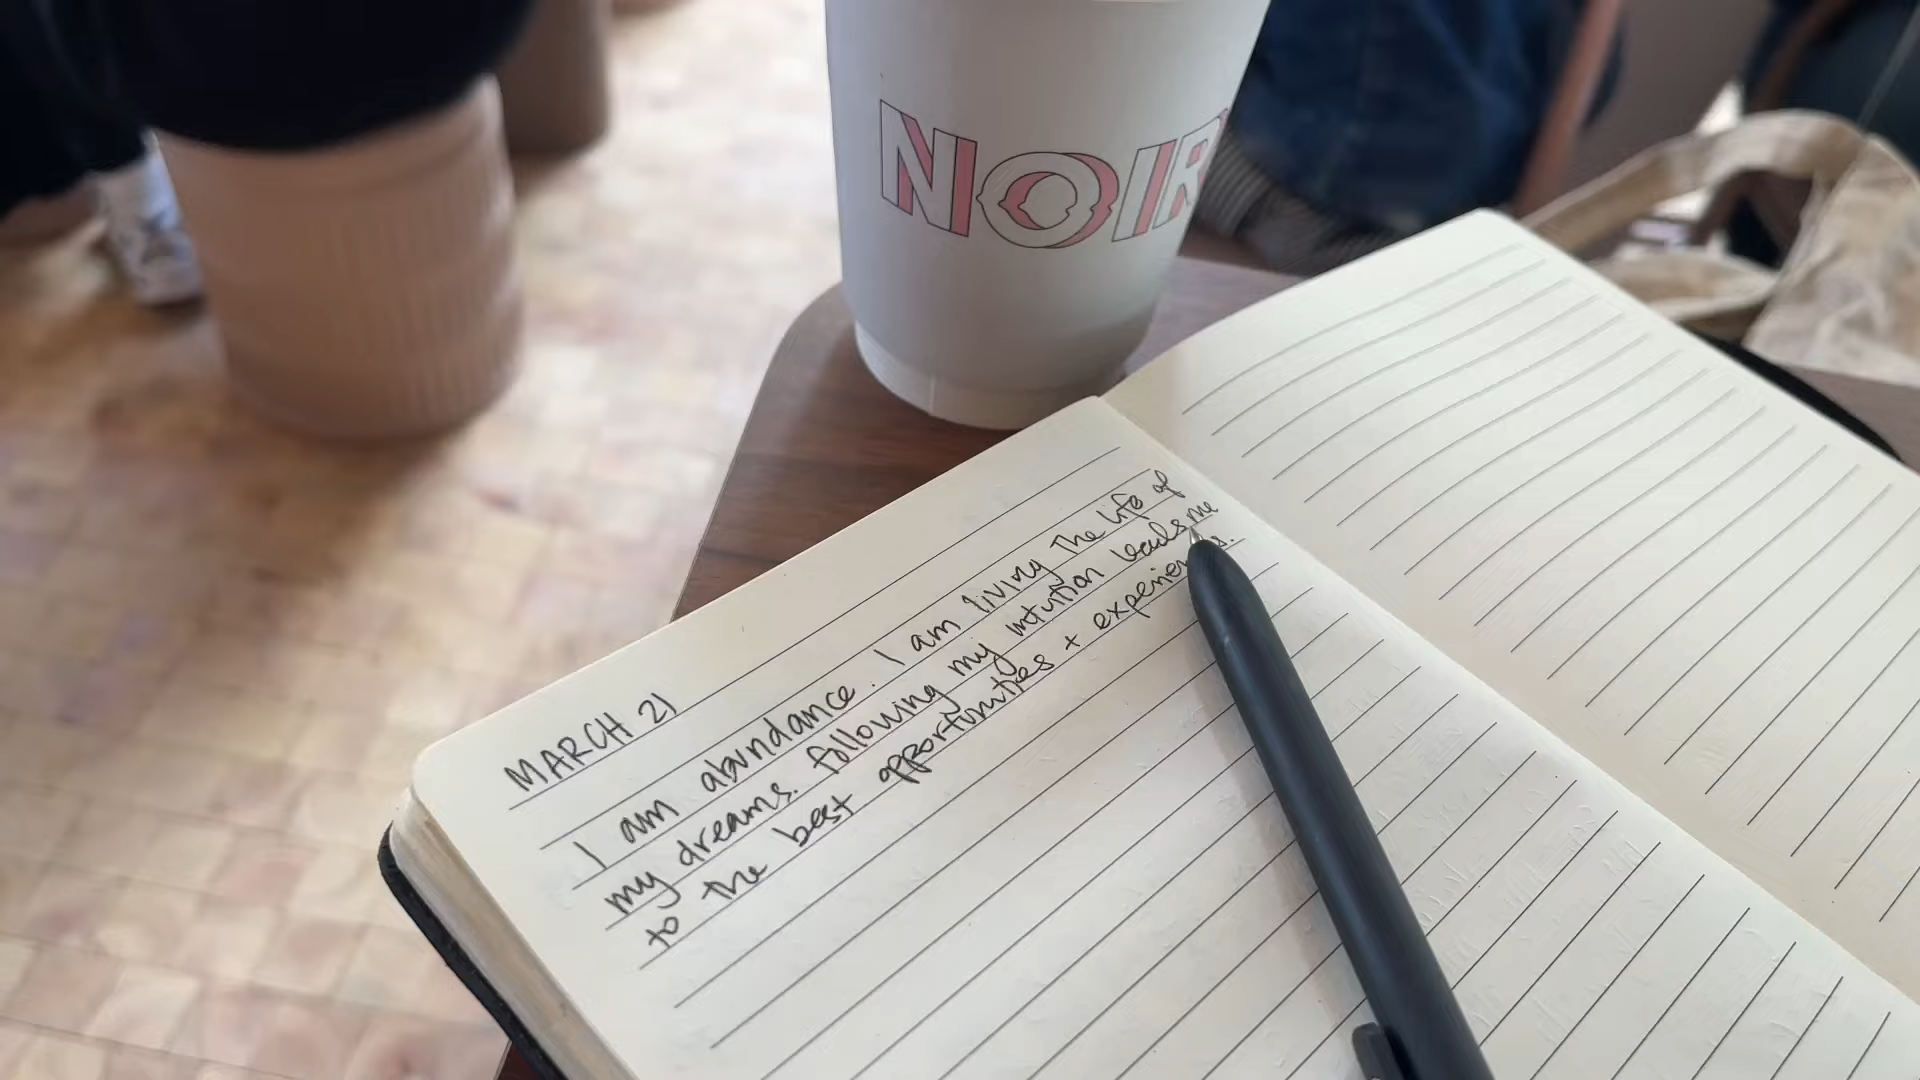 NOIR
MARCH 21
I am abundance. I am living the life of
my dreams. following my intuition leads me
to the best opportunities + experiences.